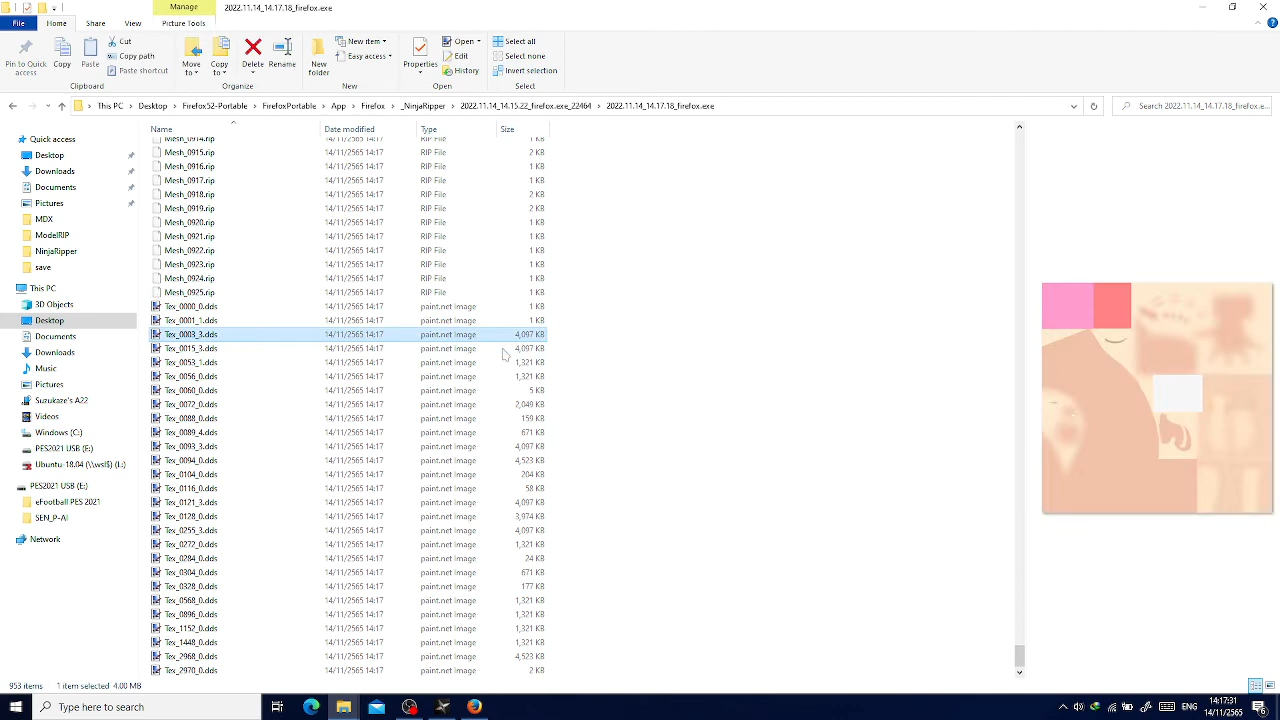 Manage
2022.11.14_14.17.18_firefox.exe
File
Home
Share
View
Picture Tools
Pin to Quick access
Copy
Paste
Cut
Copy path
Paste shortcut
Clipboard
Move to
Copy to
Delete
Rename
Organize
New folder
New item
Easy access
New
Properties
Open
Edit
History
Open
Select all
Select none
Invert selection
Select
This PC
Desktop
Firefox52-Portable
FirefoxPortable
App
Firefox
_NinjaRipper
2022.11.14_14.15.22_firefox.exe_22464
2022.11.14_14.17.18_firefox.exe
Search 2022.11.14_14.17.18_firefox.e...
Quick access
Desktop
Downloads
Documents
Pictures
MDX
ModelRIP
NinjaRipper
save
This PC
3D Objects
Desktop
Documents
Downloads
Music
Pictures
Suzukaze's A22
Videos
Windows (C:)
PES2021 USB (E:)
Ubuntu-18.04 (\\wsl$) (L:)
PES2021 USB (E:)
eFootball PES 2021
SEN_P-AI
Network
Name Date modified Type Size
Mesh_0914.rip 14/11/2565 14:17 RIP File 1 KB
Mesh_0915.rip 14/11/2565 14:17 RIP File 2 KB
Mesh_0916.rip 14/11/2565 14:17 RIP File 1 KB
Mesh_0917.rip 14/11/2565 14:17 RIP File 1 KB
Mesh_0918.rip 14/11/2565 14:17 RIP File 2 KB
Mesh_0919.rip 14/11/2565 14:17 RIP File 2 KB
Mesh_0920.rip 14/11/2565 14:17 RIP File 1 KB
Mesh_0921.rip 14/11/2565 14:17 RIP File 1 KB
Mesh_0922.rip 14/11/2565 14:17 RIP File 1 KB
Mesh_0923.rip 14/11/2565 14:17 RIP File 1 KB
Mesh_0924.rip 14/11/2565 14:17 RIP File 1 KB
Mesh_0925.rip 14/11/2565 14:17 RIP File 1 KB
Tex_0000_0.dds 14/11/2565 14:17 paint.net Image 1 KB
Tex_0001_1.dds 14/11/2565 14:17 paint.net Image 1 KB
Tex_0003_3.dds 14/11/2565 14:17 paint.net Image 4,097 KB
Tex_0015_3.dds 14/11/2565 14:17 paint.net Image 4,097 KB
Tex_0053_1.dds 14/11/2565 14:17 paint.net Image 1,321 KB
Tex_0056_0.dds 14/11/2565 14:17 paint.net Image 1,321 KB
Tex_0060_0.dds 14/11/2565 14:17 paint.net Image 5 KB
Tex_0072_0.dds 14/11/2565 14:17 paint.net Image 2,049 KB
Tex_0088_0.dds 14/11/2565 14:17 paint.net Image 159 KB
Tex_0089_4.dds 14/11/2565 14:17 paint.net Image 671 KB
Tex_0093_3.dds 14/11/2565 14:17 paint.net Image 4,097 KB
Tex_0094_0.dds 14/11/2565 14:17 paint.net Image 4,523 KB
Tex_0104_0.dds 14/11/2565 14:17 paint.net Image 204 KB
Tex_0116_0.dds 14/11/2565 14:17 paint.net Image 58 KB
Tex_0121_3.dds 14/11/2565 14:17 paint.net Image 4,097 KB
Tex_0128_0.dds 14/11/2565 14:17 paint.net Image 3,974 KB
Tex_0255_3.dds 14/11/2565 14:17 paint.net Image 4,097 KB
Tex_0272_0.dds 14/11/2565 14:17 paint.net Image 1,321 KB
Tex_0284_0.dds 14/11/2565 14:17 paint.net Image 24 KB
Tex_0304_0.dds 14/11/2565 14:17 paint.net Image 671 KB
Tex_0320_0.dds 14/11/2565 14:17 paint.net Image 177 KB
Tex_0568_0.dds 14/11/2565 14:17 paint.net Image 1,321 KB
Tex_0896_0.dds 14/11/2565 14:17 paint.net Image 1,321 KB
Tex_1152_0.dds 14/11/2565 14:17 paint.net Image 1,321 KB
Tex_1448_0.dds 14/11/2565 14:17 paint.net Image 1,321 KB
Tex_2968_0.dds 14/11/2565 14:17 paint.net Image 4,523 KB
Tex_2970_0.dds 14/11/2565 14:17 paint.net Image 2 KB
953 items 1 item selected 4.00 MB
Type here to search
ENG
14:17:31
14/11/2565